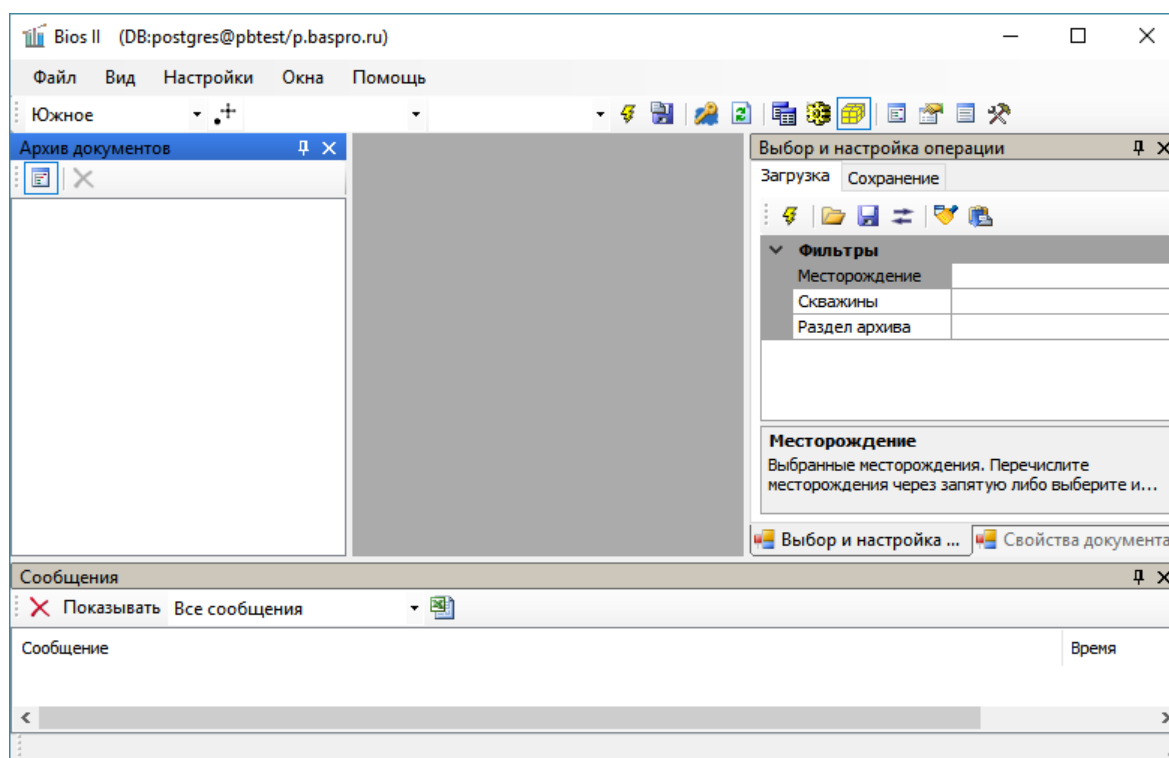 Bios II (DB:postgres@pbtest/p.baspro.ru)
Файл Вид Настройки Окна Помощь
Южное
Архив документов
Выбор и настройка операции
Загрузка Сохранение
Фильтры
Месторождение
Скважины
Раздел архива
Месторождение
Выбранные месторождения. Перечислите
месторождения через запятую либо выберите и...
Выбор и настройка ... Свойства документа
Сообщения
Показывать Все сообщения
Сообщение Время